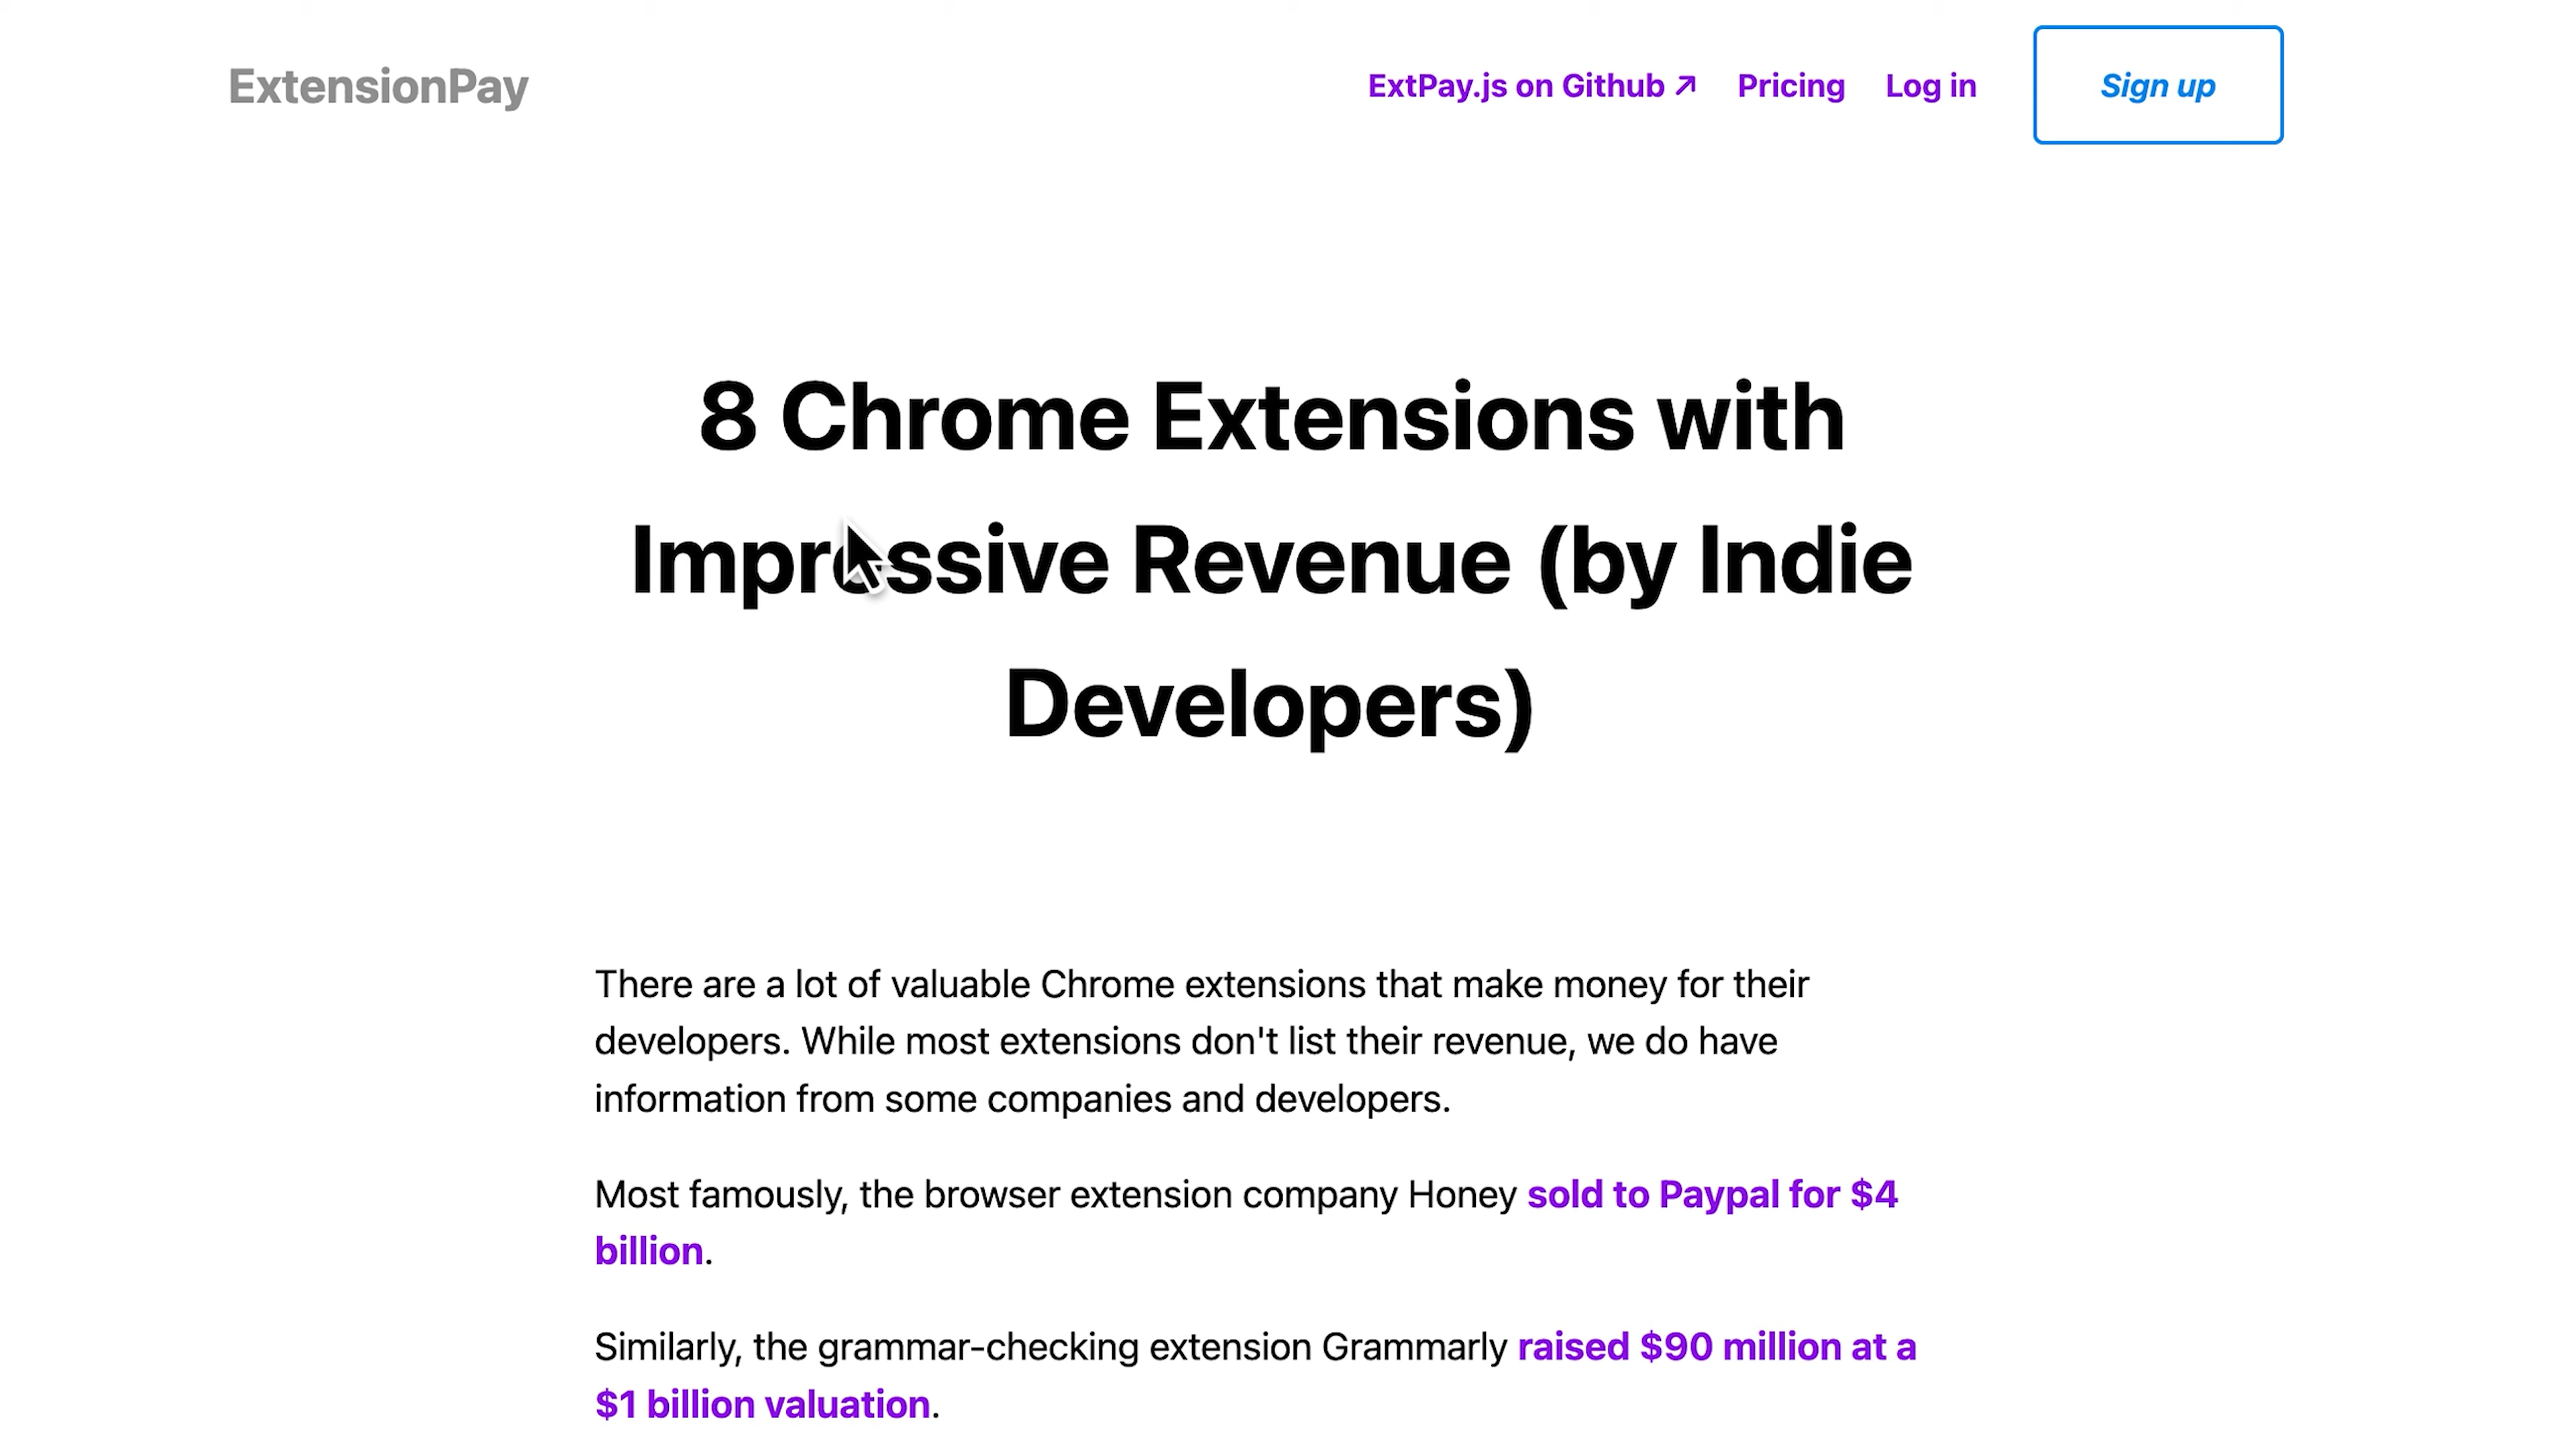 ExtensionPay
ExtPay.js on Github ↗
Pricing
Log in
Sign up
8 Chrome Extensions with
Impressive Revenue (by Indie
Developers)
There are a lot of valuable Chrome extensions that make money for their
developers. While most extensions don't list their revenue, we do have
information from some companies and developers.
Most famously, the browser extension company Honey sold to Paypal for $4
billion.
Similarly, the grammar-checking extension Grammarly raised $90 million at a
$1 billion valuation.